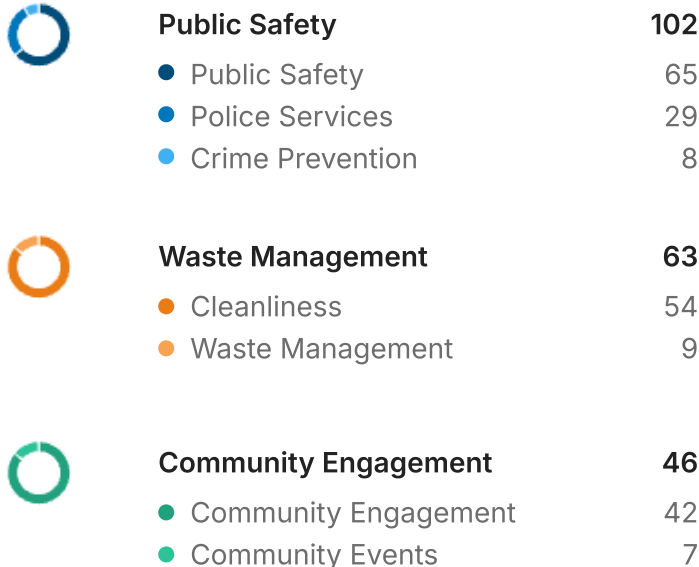 Public Safety 102
Public Safety 65
Police Services 29
Crime Prevention 8
Waste Management 63
Cleanliness 54
Waste Management 9
Community Engagement 46
Community Engagement 42
Community Events 7